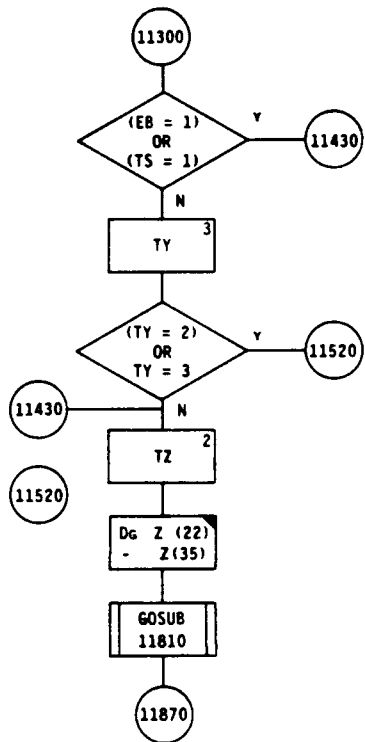 11300
(EB = 1)
OR
(TS = 1)
Y
11430
N
3
TY
(TY = 2)
OR
TY = 3
Y
11520
11430
N
2
TZ
11520
DG Z (22)
- Z(35)
GOSUB
11810
11870